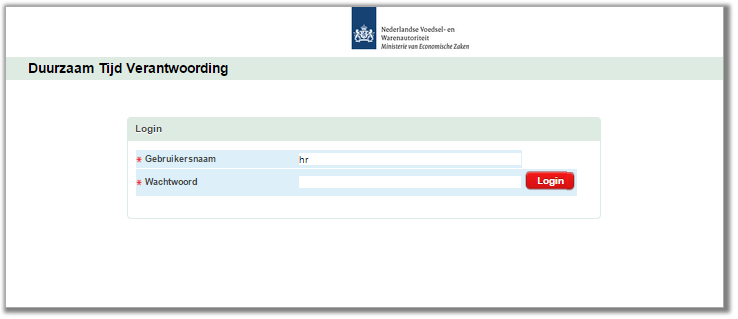 Nederlandse Voedsel- en
Warenautoriteit
Ministerie van Economische Zaken
Duurzaam Tijd Verantwoording
Login
* Gebruikersnaam hr
* Wachtwoord Login